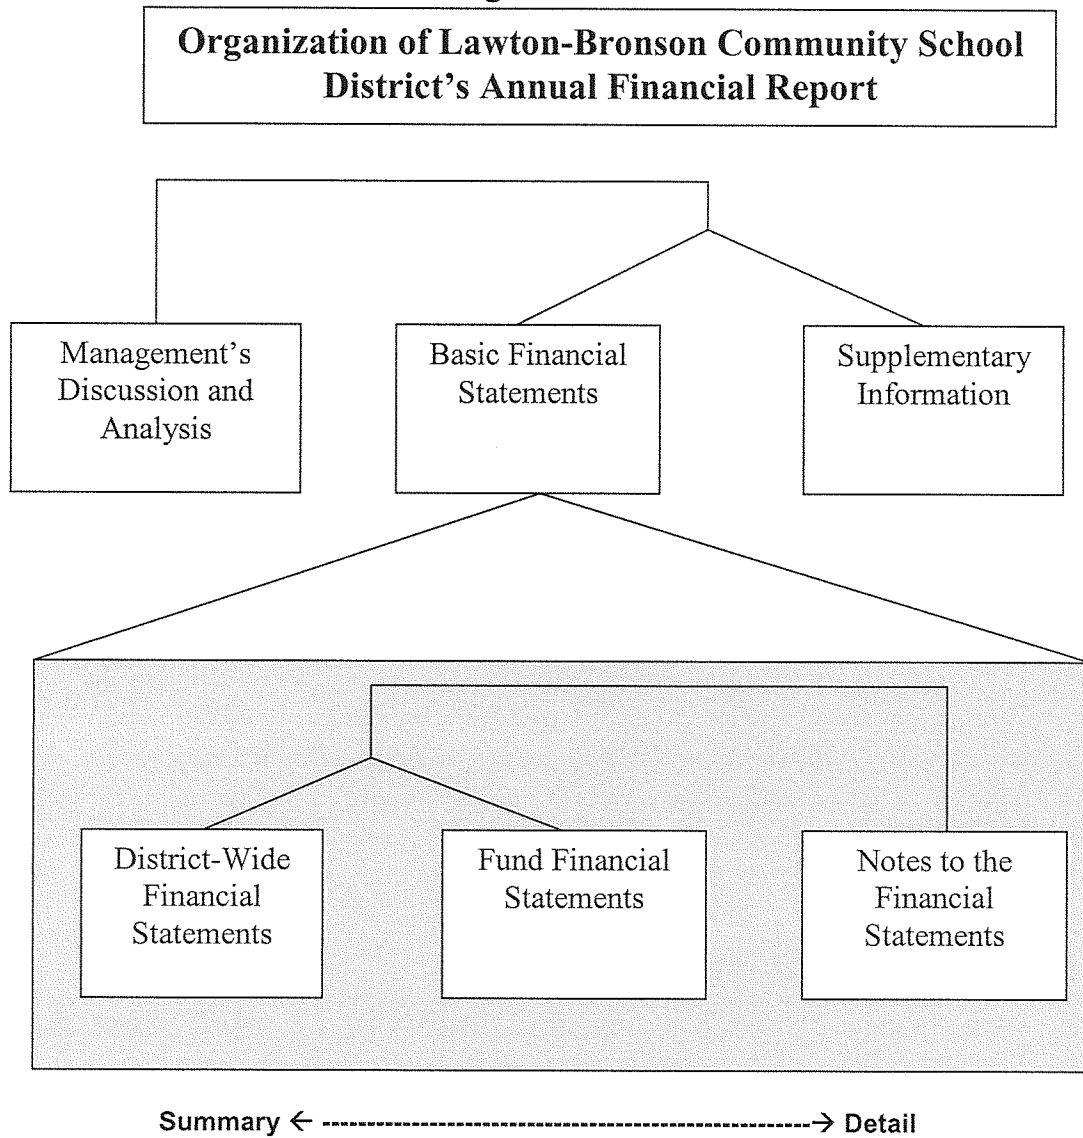 Organization of Lawton-Bronson Community School
District's Annual Financial Report
Management's
Discussion and
Analysis
Basic Financial
Statements
Supplementary
Information
District-Wide
Financial
Statements
Fund Financial
Statements
Notes to the
Financial
Statements
Summary ← ------------------------------------------------→ Detail